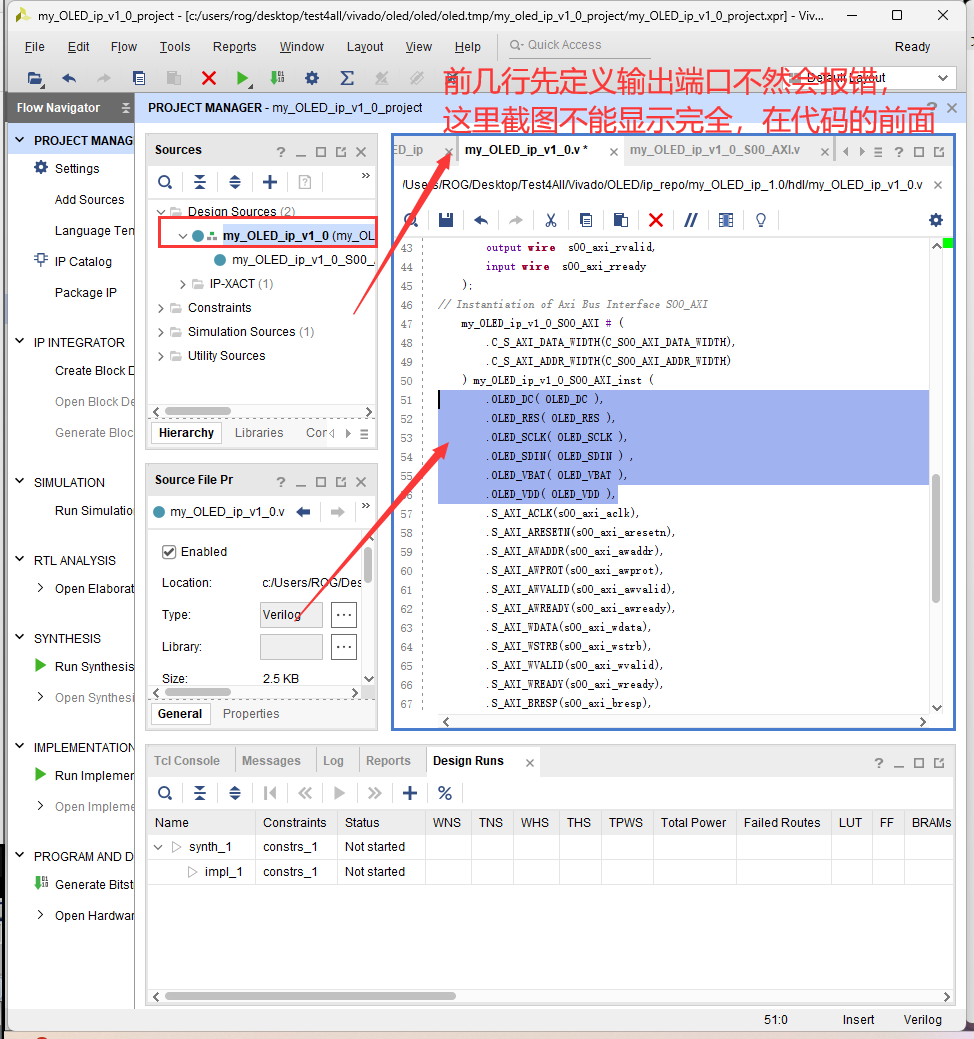 my_OLED_ip_v1_0_project - [c:/users/rog/desktop/test4all/vivado/oled/oled/oled.tmp/my_oled_ip_v1_0_project/my_OLED_ip_v1_0_project.xpr] - Viv...
File Edit Flow Tools Reports Window Layout View Help Quick Access Ready
Default Layout
前几行先定义输出端口不然会报错，
这里截图不能显示完全，在代码的前面
Flow Navigator
PROJECT MANAG
Settings
Add Sources
Language Ten
IP Catalog
Package IP
IP INTEGRATOR
Create Block D
Open Block De
Generate Bloc
SIMULATION
Run Simulatio
RTL ANALYSIS
Open Elaborat
SYNTHESIS
Run Synthesis
Open Synthesi
IMPLEMENTATION
Run Implemer
Open Impleme
PROGRAM AND D
Generate Bitst
Open Hardwar
PROJECT MANAGER - my_OLED_ip_v1_0_project
Sources
Design Sources (2)
my_OLED_ip_v1_0 (my_OL
my_OLED_ip_v1_0_S00_
IP-XACT (1)
Constraints
Simulation Sources (1)
Utility Sources
Hierarchy Libraries Cor
Source File Pr
my_OLED_ip_v1_0.v
Enabled
Location: c:/Users/ROG/Des
Type: Verilog ...
Library: ...
Size: 2.5 KB
General Properties
ED_ip my_OLED_ip_v1_0.v * my_OLED_ip_v1_0_S00_AXI.v
/Users/ROG/Desktop/Test4All/Vivado/OLED/ip_repo/my_OLED_ip_1.0/hdl/my_OLED_ip_v1_0.v
43 output wire s00_axi_rvalid,
44 input wire s00_axi_rready
45 );
46 // Instantiation of Axi Bus Interface S00_AXI
47 my_OLED_ip_v1_0_S00_AXI # (
48 .C_S_AXI_DATA_WIDTH(C_S00_AXI_DATA_WIDTH),
49 .C_S_AXI_ADDR_WIDTH(C_S00_AXI_ADDR_WIDTH)
50 ) my_OLED_ip_v1_0_S00_AXI_inst (
51 .OLED_DC( OLED_DC ),
52 .OLED_RES( OLED_RES ),
53 .OLED_SCLK( OLED_SCLK ),
54 .OLED_SDIN( OLED_SDIN ) ,
55 .OLED_VBAT( OLED_VBAT ),
56 .OLED_VDD( OLED_VDD ),
57 .S_AXI_ACLK(s00_axi_aclk),
58 .S_AXI_ARESETN(s00_axi_aresetn),
59 .S_AXI_AWADDR(s00_axi_awaddr),
60 .S_AXI_AWPROT(s00_axi_awprot),
61 .S_AXI_AWVALID(s00_axi_awvalid),
62 .S_AXI_AWREADY(s00_axi_awready),
63 .S_AXI_WDATA(s00_axi_wdata),
64 .S_AXI_WSTRB(s00_axi_wstrb),
65 .S_AXI_WVALID(s00_axi_wvalid),
66 .S_AXI_WREADY(s00_axi_wready),
67 .S_AXI_BRESP(s00_axi_bresp),
Tcl Console Messages Log Reports Design Runs
Name Constraints Status WNS TNS WHS THS TPWS Total Power Failed Routes LUT FF BRAMs
synth_1 constrs_1 Not started
impl_1 constrs_1 Not started
51:0 Insert Verilog